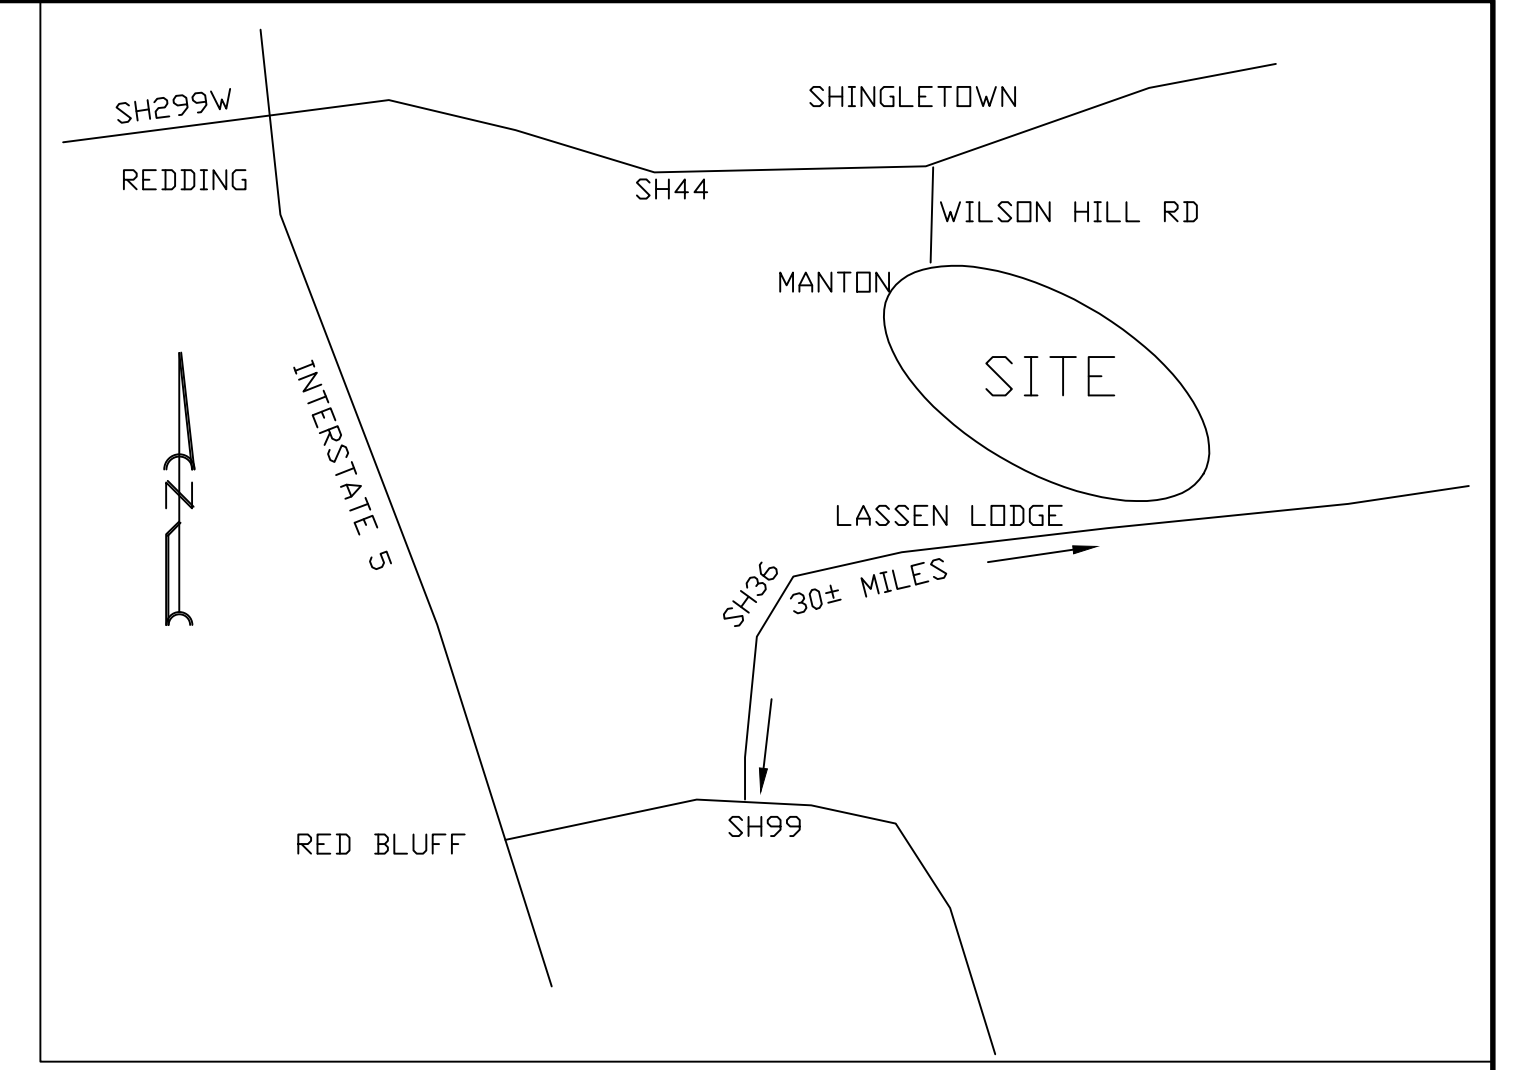 SH299W
SHINGLETOWN
REDDING
SH44
WILSON HILL RD
MANTON
SITE
INTERSTATE 5
N
LASSEN LODGE
SH36
30± MILES
SH99
RED BLUFF